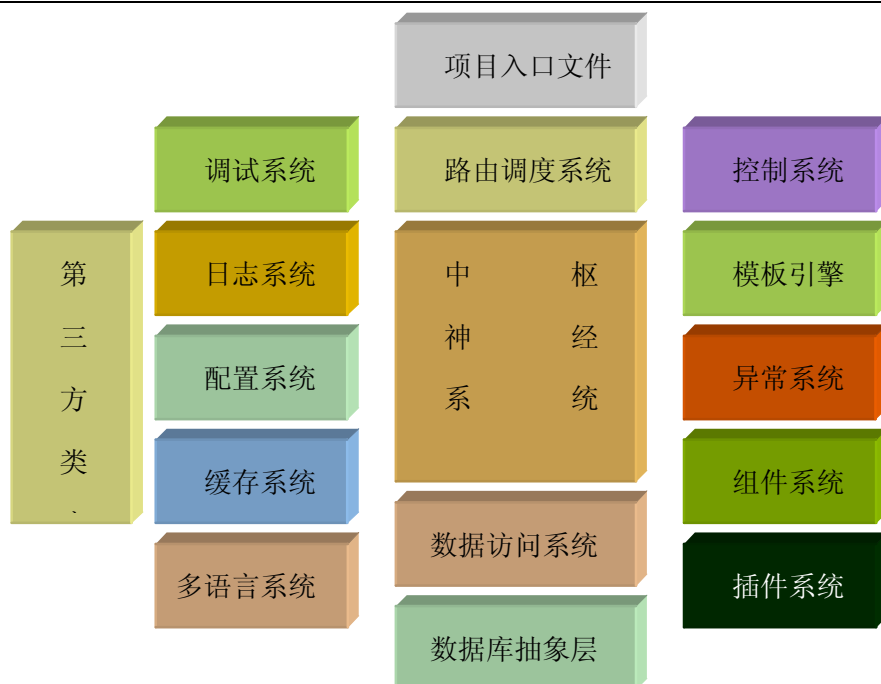 项目入口文件
调试系统
路由调度系统
控制系统
第三方类
日志系统
中枢
神经
系统
模板引擎
配置系统
异常系统
缓存系统
组件系统
数据访问系统
多语言系统
插件系统
数据库抽象层